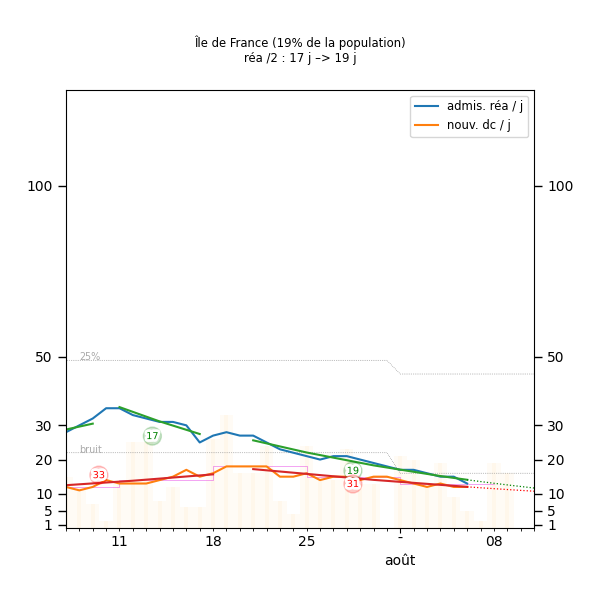 Île de France (19% de la population)
réa /2 : 17 j –> 19 j
admis. réa / j
nouv. dc / j
100 100
50 50
25%
30 30
bruit
20 20
17
19
33
31
10 10
5 5
1 1
11 18 25 - 08
août